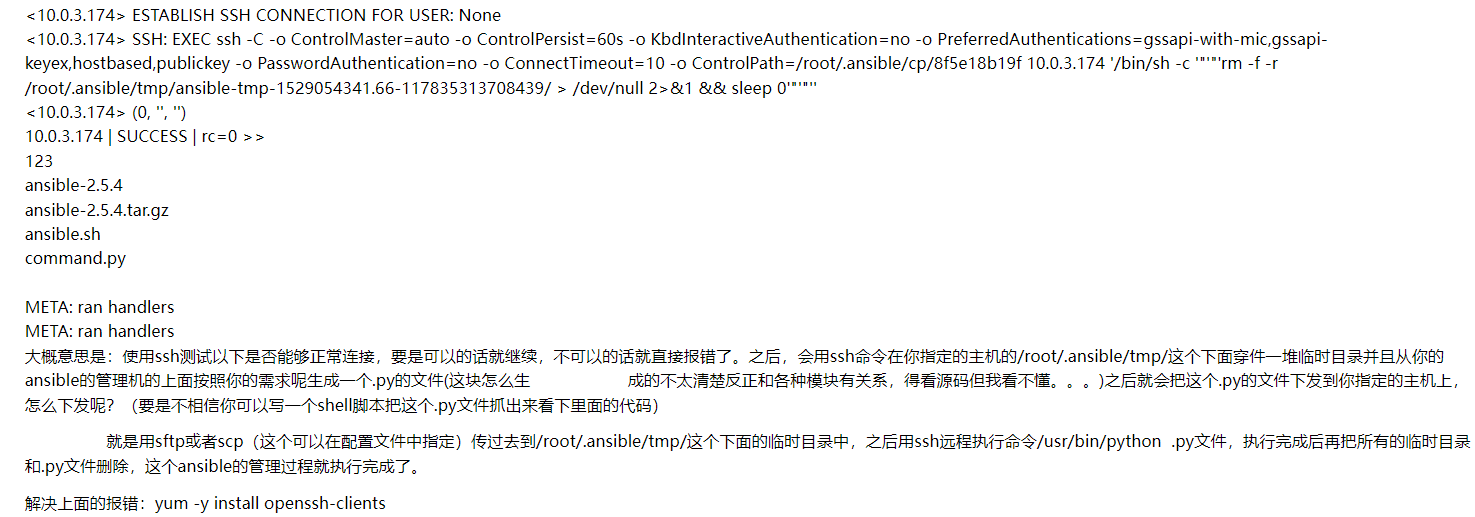 <10.0.3.174> ESTABLISH SSH CONNECTION FOR USER: None
<10.0.3.174> SSH: EXEC ssh -C -o ControlMaster=auto -o ControlPersist=60s -o KbdInteractiveAuthentication=no -o PreferredAuthentications=gssapi-with-mic,gssapi-
keyex,hostbased,publickey -o PasswordAuthentication=no -o ConnectTimeout=10 -o ControlPath=/root/.ansible/cp/8f5e18b19f 10.0.3.174 '/bin/sh -c '"'"'rm -f -r
/root/.ansible/tmp/ansible-tmp-1529054341.66-117835313708439/ > /dev/null 2>&1 && sleep 0'"'"''
<10.0.3.174> (0, '', '')
10.0.3.174 | SUCCESS | rc=0 >>
123
ansible-2.5.4
ansible-2.5.4.tar.gz
ansible.sh
command.py
META: ran handlers
META: ran handlers
大概意思是：使用ssh测试以下是否能够正常连接，要是可以的话就继续，不可以的话就直接报错了。之后，会用ssh命令在你指定的主机的/root/.ansible/tmp/这个下面穿件一堆临时目录并且从你的
ansible的管理机的上面按照你的需求呢生成一个.py的文件(这块怎么生 成的不太清楚反正和各种模块有关系，得看源码但我看不懂。。。)之后就会把这个.py的文件下发到你指定的主机上，
怎么下发呢？（要是不相信你可以写一个shell脚本把这个.py文件抓出来看下里面的代码）
就是用sftp或者scp（这个可以在配置文件中指定）传过去到/root/.ansible/tmp/这个下面的临时目录中，之后用ssh远程执行命令/usr/bin/python .py文件，执行完成后再把所有的临时目录
和.py文件删除，这个ansible的管理过程就执行完成了。
解决上面的报错：yum -y install openssh-clients